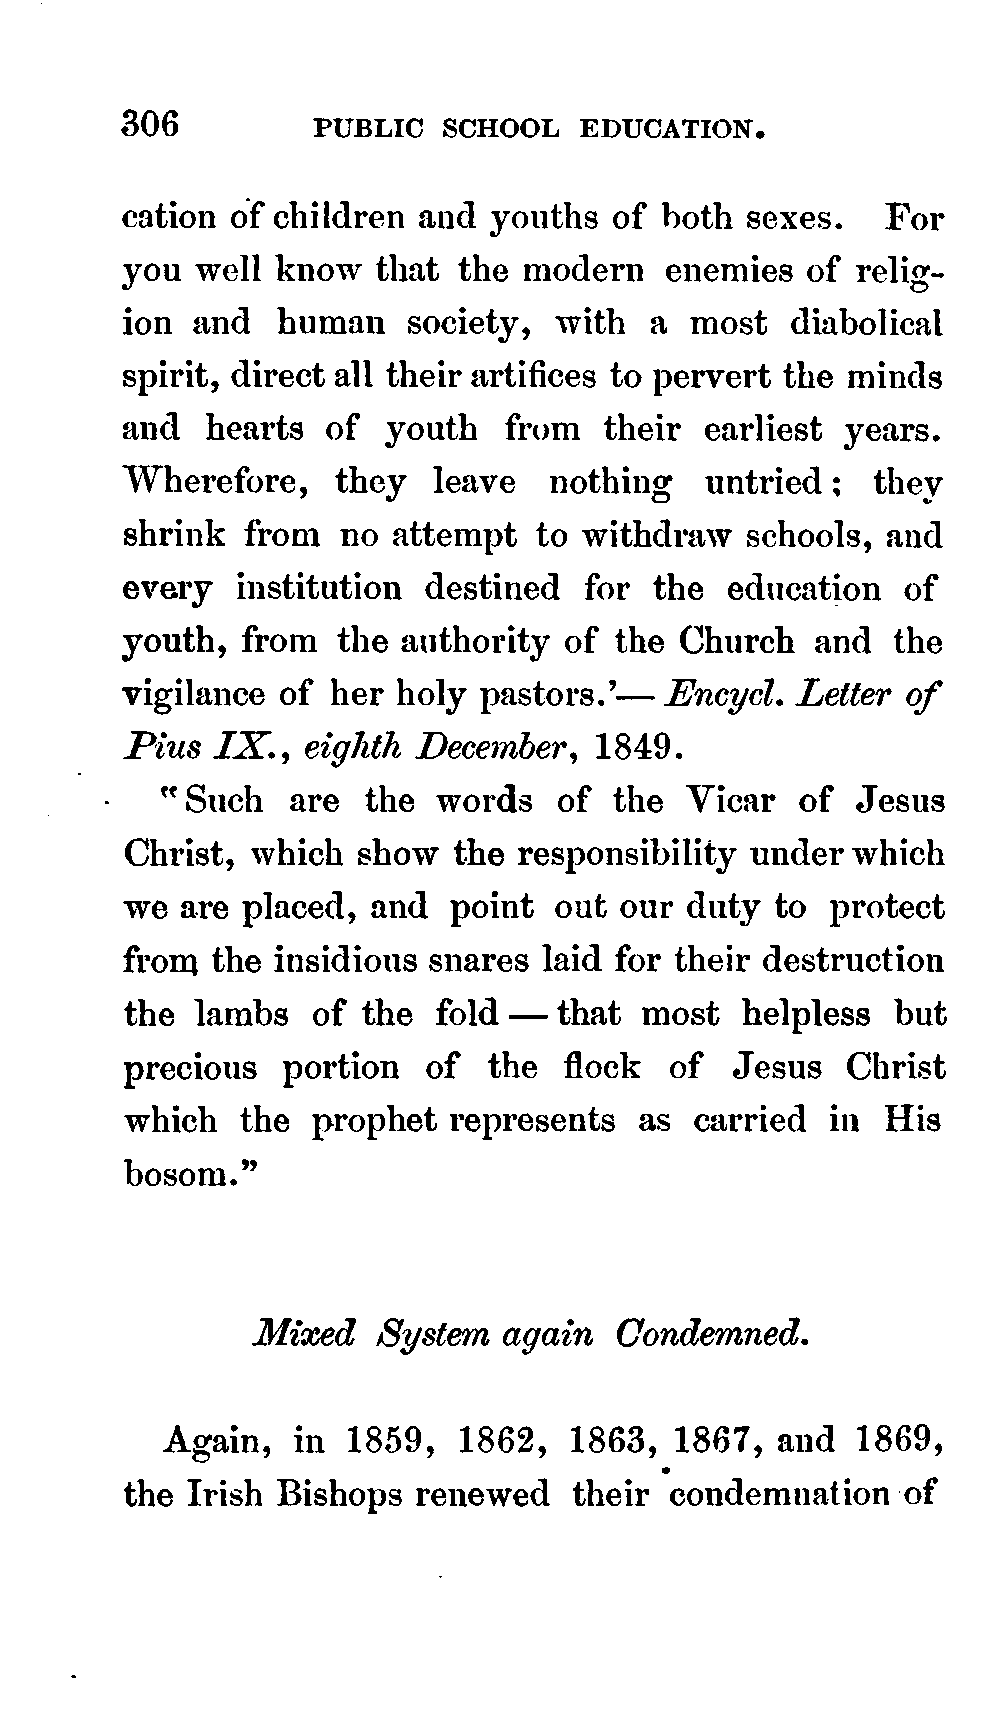 306 PUBLIC SCHOOL EDUCATION.
cation of children and youths of both sexes. For
you well know that the modern enemies of relig-
ion and human society, with a most diabolical
spirit, direct all their artifices to pervert the minds
and hearts of youth from their earliest years.
Wherefore, they leave nothing untried; they
shrink from no attempt to withdraw schools, and
every institution destined for the education of
youth, from the authority of the Church and the
vigilance of her holy pastors.'— Encycl. Letter of
Pius IX., eighth December, 1849.
"Such are the words of the Vicar of Jesus
Christ, which show the responsibility under which
we are placed, and point out our duty to protect
from the insidious snares laid for their destruction
the lambs of the fold — that most helpless but
precious portion of the flock of Jesus Christ
which the prophet represents as carried in His
bosom."
Mixed System again Condemned.
Again, in 1859, 1862, 1863, 1867, and 1869,
the Irish Bishops renewed their condemnation of